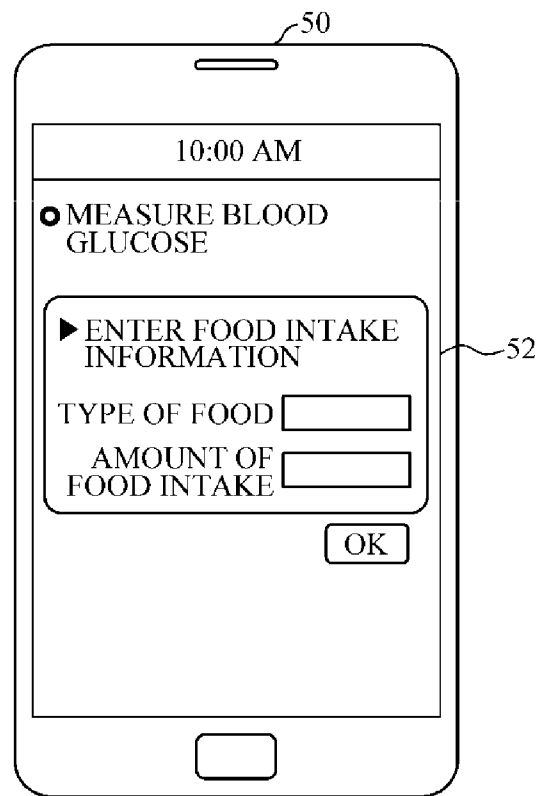 50
10:00 AM
MEASURE BLOOD
GLUCOSE
ENTER FOOD INTAKE
INFORMATION
52
TYPE OF FOOD
AMOUNT OF
FOOD INTAKE
OK